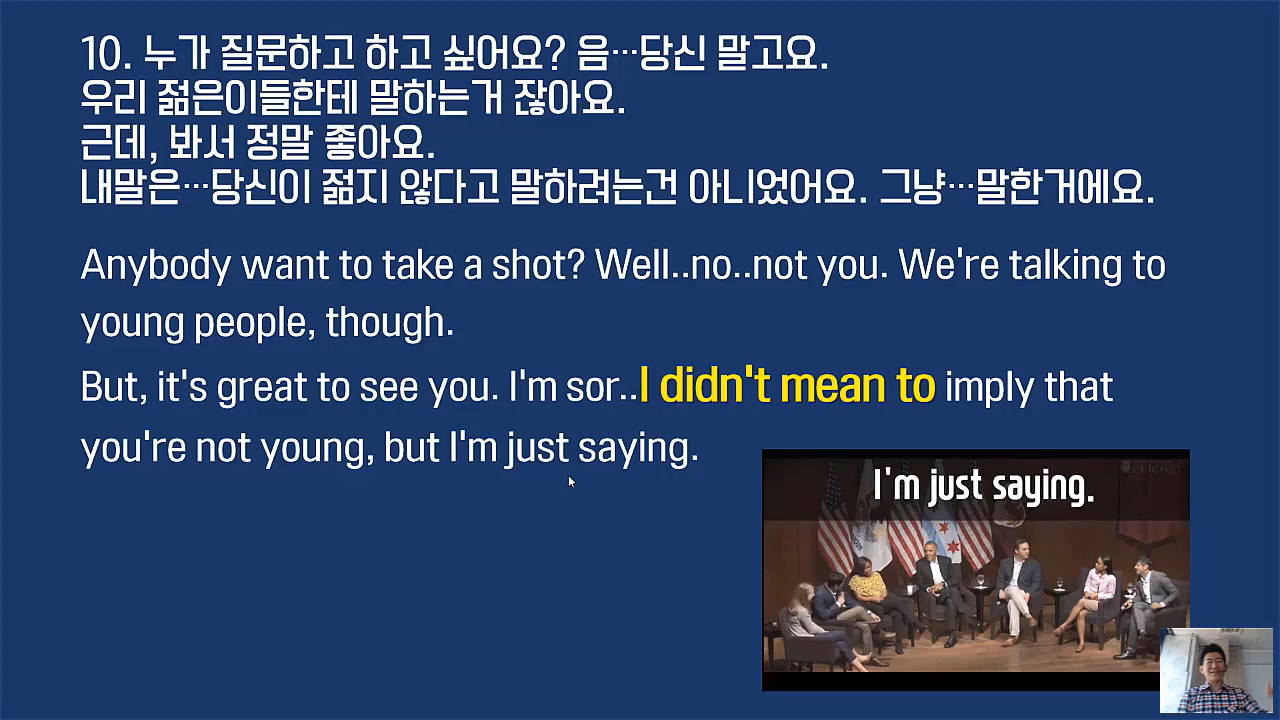 10. 누가 질문하고 하고 싶어요? 음…당신 말고요.
우리 젊은이들한테 말하는거 잖아요.
근데, 봐서 정말 좋아요.
내말은…당신이 젊지 않다고 말하려는건 아니었어요. 그냥…말한거에요.
Anybody want to take a shot? Well..no..not you. We're talking to
young people, though.
But, it's great to see you. I'm sor..I didn't mean to imply that
you're not young, but I'm just saying.
I'm just saying.